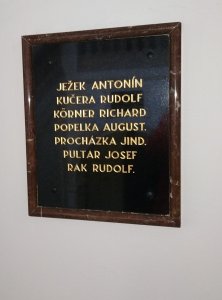 JEŽEK ANTONÍN
KUČERA RUDOLF
KÖRNER RICHARD
POPELKA AUGUST.
PROCHÁZKA JIND.
PULTAR JOSEF
RAK RUDOLF.